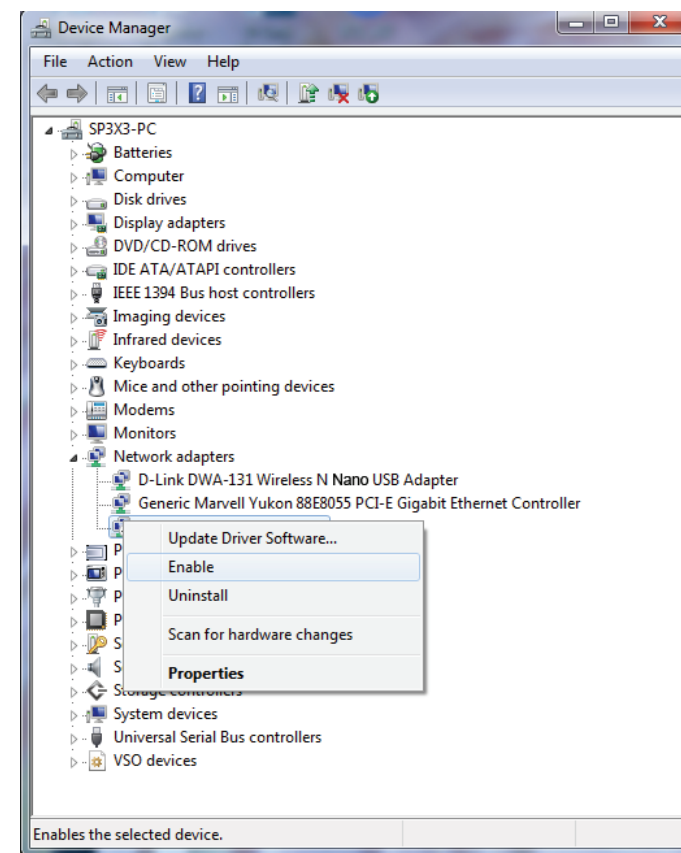 Device Manager
File Action View Help
SP3X3-PC
Batteries
Computer
Disk drives
Display adapters
DVD/CD-ROM drives
IDE ATA/ATAPI controllers
IEEE 1394 Bus host controllers
Imaging devices
Infrared devices
Keyboards
Mice and other pointing devices
Modems
Monitors
Network adapters
D-Link DWA-131 Wireless N Nano USB Adapter
Generic Marvell Yukon 88E8055 PCI-E Gigabit Ethernet Controller
Update Driver Software...
Enable
Uninstall
Scan for hardware changes
Properties
P
P
P
P
S
S
Storage controllers
System devices
Universal Serial Bus controllers
VSO devices
Enables the selected device.